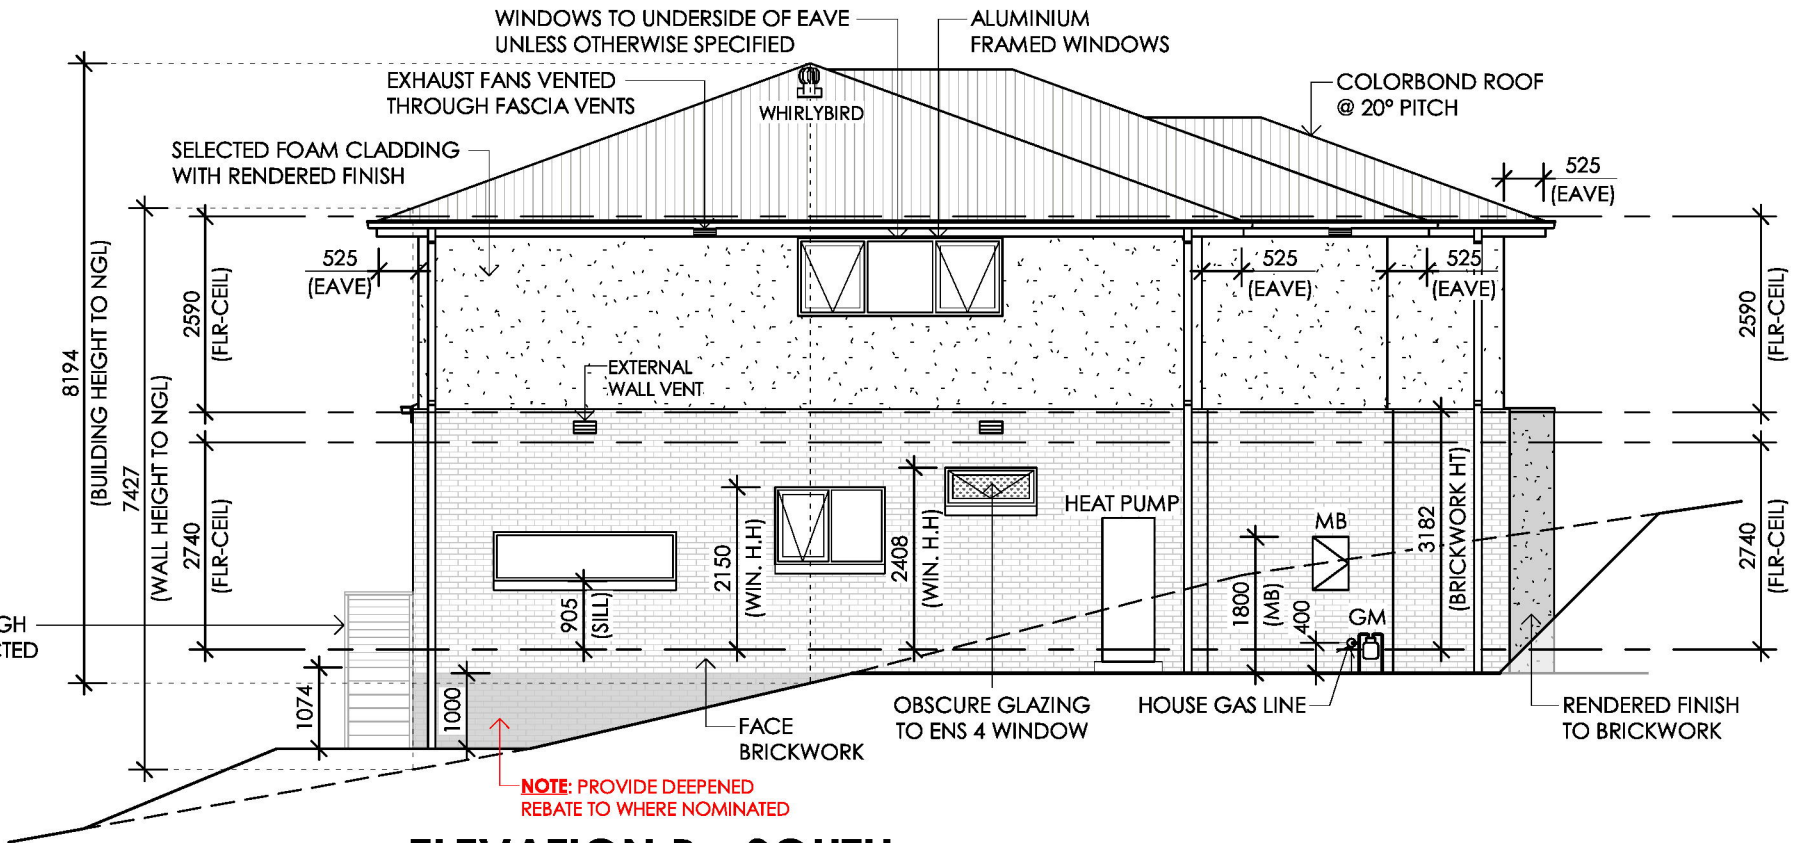 WINDOWS TO UNDERSIDE OF EAVE
UNLESS OTHERWISE SPECIFIED
ALUMINIUM
FRAMED WINDOWS
EXHAUST FANS VENTED
THROUGH FASCIA VENTS
WHIRLYBIRD
COLORBOND ROOF
@ 20° PITCH
SELECTED FOAM CLADDING
WITH RENDERED FINISH
525
(EAVE)
525
(EAVE)
525
(EAVE)
525
(EAVE)
8194
(BUILDING HEIGHT TO NGL)
7427
(WALL HEIGHT TO NGL)
2590
(FLR-CEIL)
2740
(FLR-CEIL)
2590
(FLR-CEIL)
2740
(FLR-CEIL)
EXTERNAL
WALL VENT
HEAT PUMP
MB
GM
905
(SILL)
2150
(WIN. H.H)
2408
(WIN. H.H)
1800
(MB)
400
3182
(BRICKWORK HT)
GH
CTED
1074
1000
FACE
BRICKWORK
OBSCURE GLAZING
TO ENS 4 WINDOW
HOUSE GAS LINE
RENDERED FINISH
TO BRICKWORK
NOTE: PROVIDE DEEPENED
REBATE TO WHERE NOMINATED